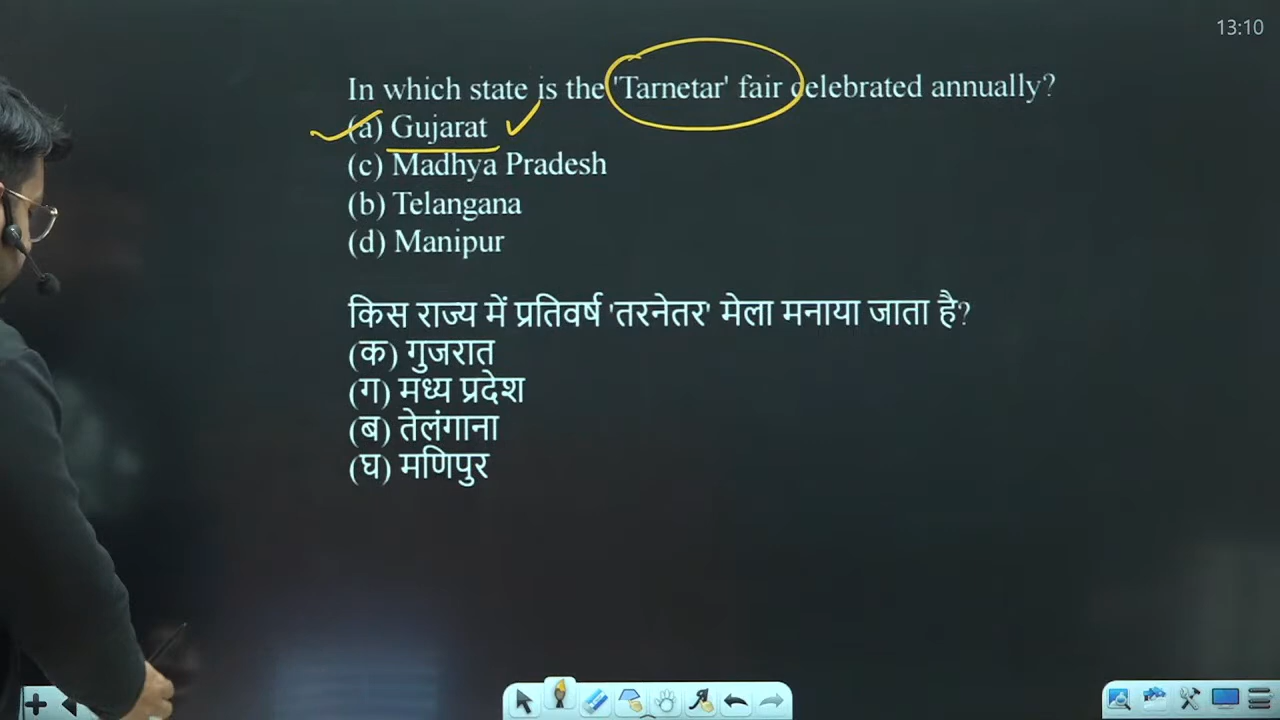 13:10
In which state is the 'Tarnetar' fair celebrated annually?
(a) Gujarat
(c) Madhya Pradesh
(b) Telangana
(d) Manipur
किस राज्य में प्रतिवर्ष 'तरनेतर' मेला मनाया जाता है?
(क) गुजरात
(ग) मध्य प्रदेश
(ब) तेलंगाना
(घ) मणिपुर